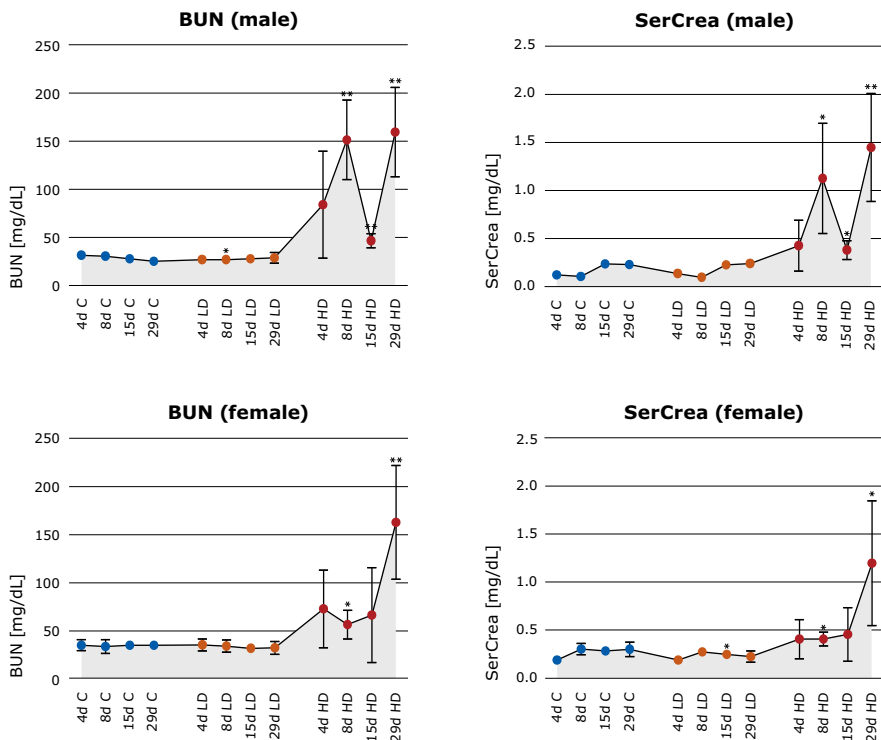 BUN (male)
250
200
150
100
50
0
BUN [mg/dL]
**
**
*
**
4d C
8d C
15d C
29d C
4d LD
8d LD
15d LD
29d LD
4d HD
8d HD
15d HD
29d HD
SerCrea (male)
2.5
2.0
1.5
1.0
0.5
0.0
SerCrea [mg/dL]
**
*
*
4d C
8d C
15d C
29d C
4d LD
8d LD
15d LD
29d LD
4d HD
8d HD
15d HD
29d HD
BUN (female)
250
200
150
100
50
0
BUN [mg/dL]
**
*
4d C
8d C
15d C
29d C
4d LD
8d LD
15d LD
29d LD
4d HD
8d HD
15d HD
29d HD
SerCrea (female)
2.5
2.0
1.5
1.0
0.5
0.0
SerCrea [mg/dL]
*
*
*
4d C
8d C
15d C
29d C
4d LD
8d LD
15d LD
29d LD
4d HD
8d HD
15d HD
29d HD